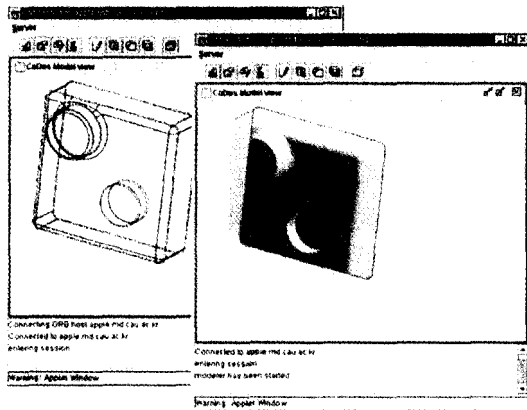 Server
CoDes Model view
Connecting ORB host apple md cau ac kr
Connected to apple md cau ac kr
entering session
Warning: Applet Window
Server
CoDes Model view
Connected to apple md cau ac kr
entering session
modeler has been started
Warning: Applet Window